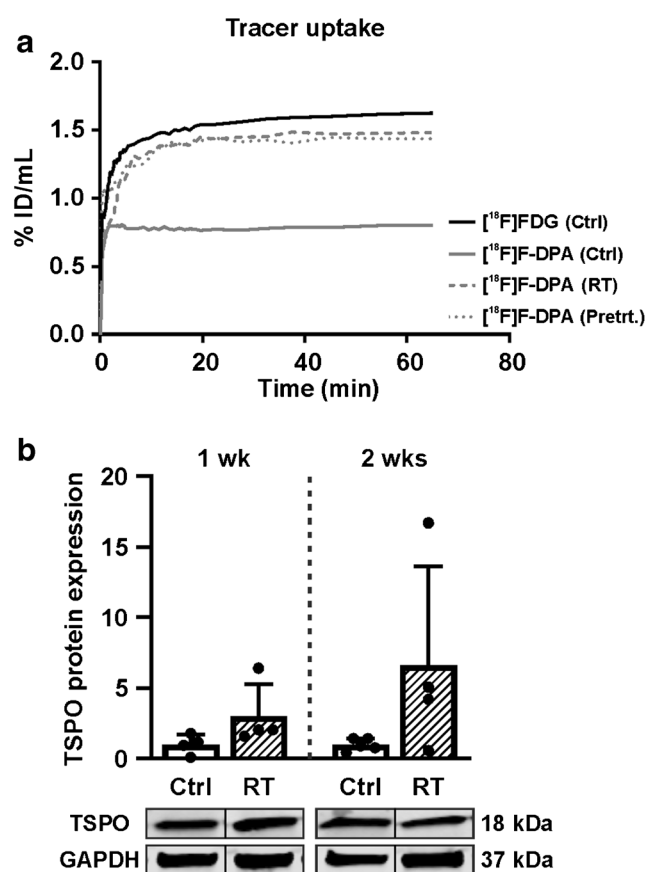 a
Tracer uptake
2.0
1.5
1.0
0.5
0.0
% ID/mL
0 20 40 60 80
Time (min)
[¹⁸F]FDG (Ctrl)
[¹⁸F]F-DPA (Ctrl)
[¹⁸F]F-DPA (RT)
[¹⁸F]F-DPA (Pretrt.)
b
1 wk 2 wks
20
15
10
5
0
TSPO protein expression
Ctrl RT Ctrl RT
TSPO 18 kDa
GAPDH 37 kDa